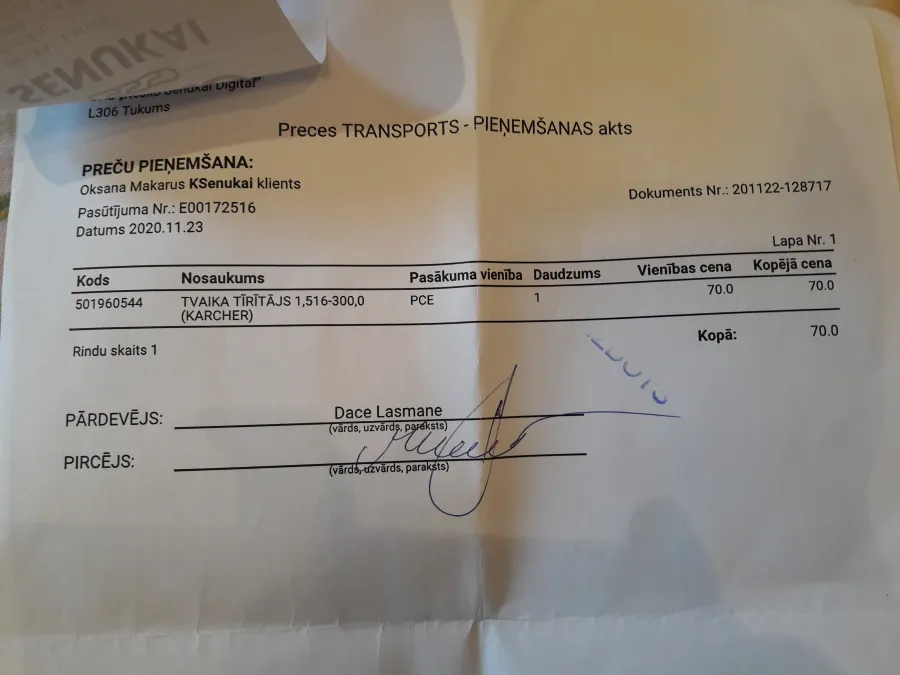 SENUKAI
Senukai Digital"
L306 Tukums
Preces TRANSPORTS - PIEŅEMŠANAS akts
PREČU PIEŅEMŠANA:
Oksana Makarus KSenukai klients
Dokuments Nr.: 201122-128717
Pasūtījuma Nr.: E00172516
Datums 2020.11.23
Lapa Nr. 1
Kods Nosaukums Pasākuma vienība Daudzums Vienības cena Kopējā cena
501960544 TVAIKA TĪRĪTĀJS 1,516-300,0 PCE 1 70.0 70.0
(KARCHER)
Kopā: 70.0
Rindu skaits 1
PĀRDEVĒJS: Dace Lasmane
(vārds, uzvārds, paraksts)
PIRCĒJS:
(vārds, uzvārds, paraksts)